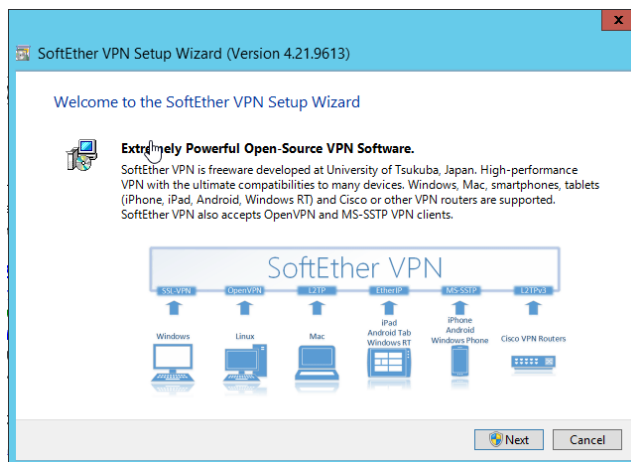 x
SoftEther VPN Setup Wizard (Version 4.21.9613)
Welcome to the SoftEther VPN Setup Wizard
Extremely Powerful Open-Source VPN Software.
SoftEther VPN is freeware developed at University of Tsukuba, Japan. High-performance
VPN with the ultimate compatibilities to many devices. Windows, Mac, smartphones, tablets
(iPhone, iPad, Android, Windows RT) and Cisco or other VPN routers are supported.
SoftEther VPN also accepts OpenVPN and MS-SSTP VPN clients.
SoftEther VPN
SSL-VPN OpenVPN L2TP EtherIP MS-SSTP L2TPv3
Windows
Linux
Mac
iPad
Android Tab
Windows RT
iPhone
Android
Windows Phone
Cisco VPN Routers
Next Cancel